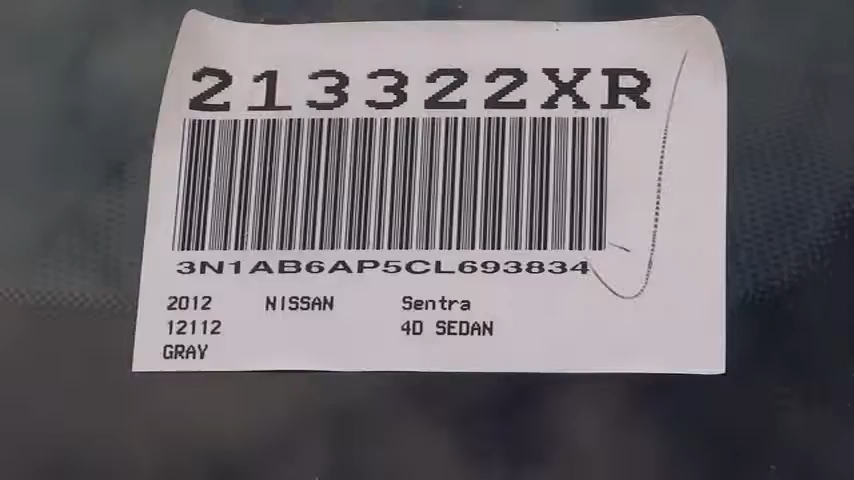 213322XR
3N1AB6AP5CL693834
2012 NISSAN Sentra
12112 4D SEDAN
GRAY